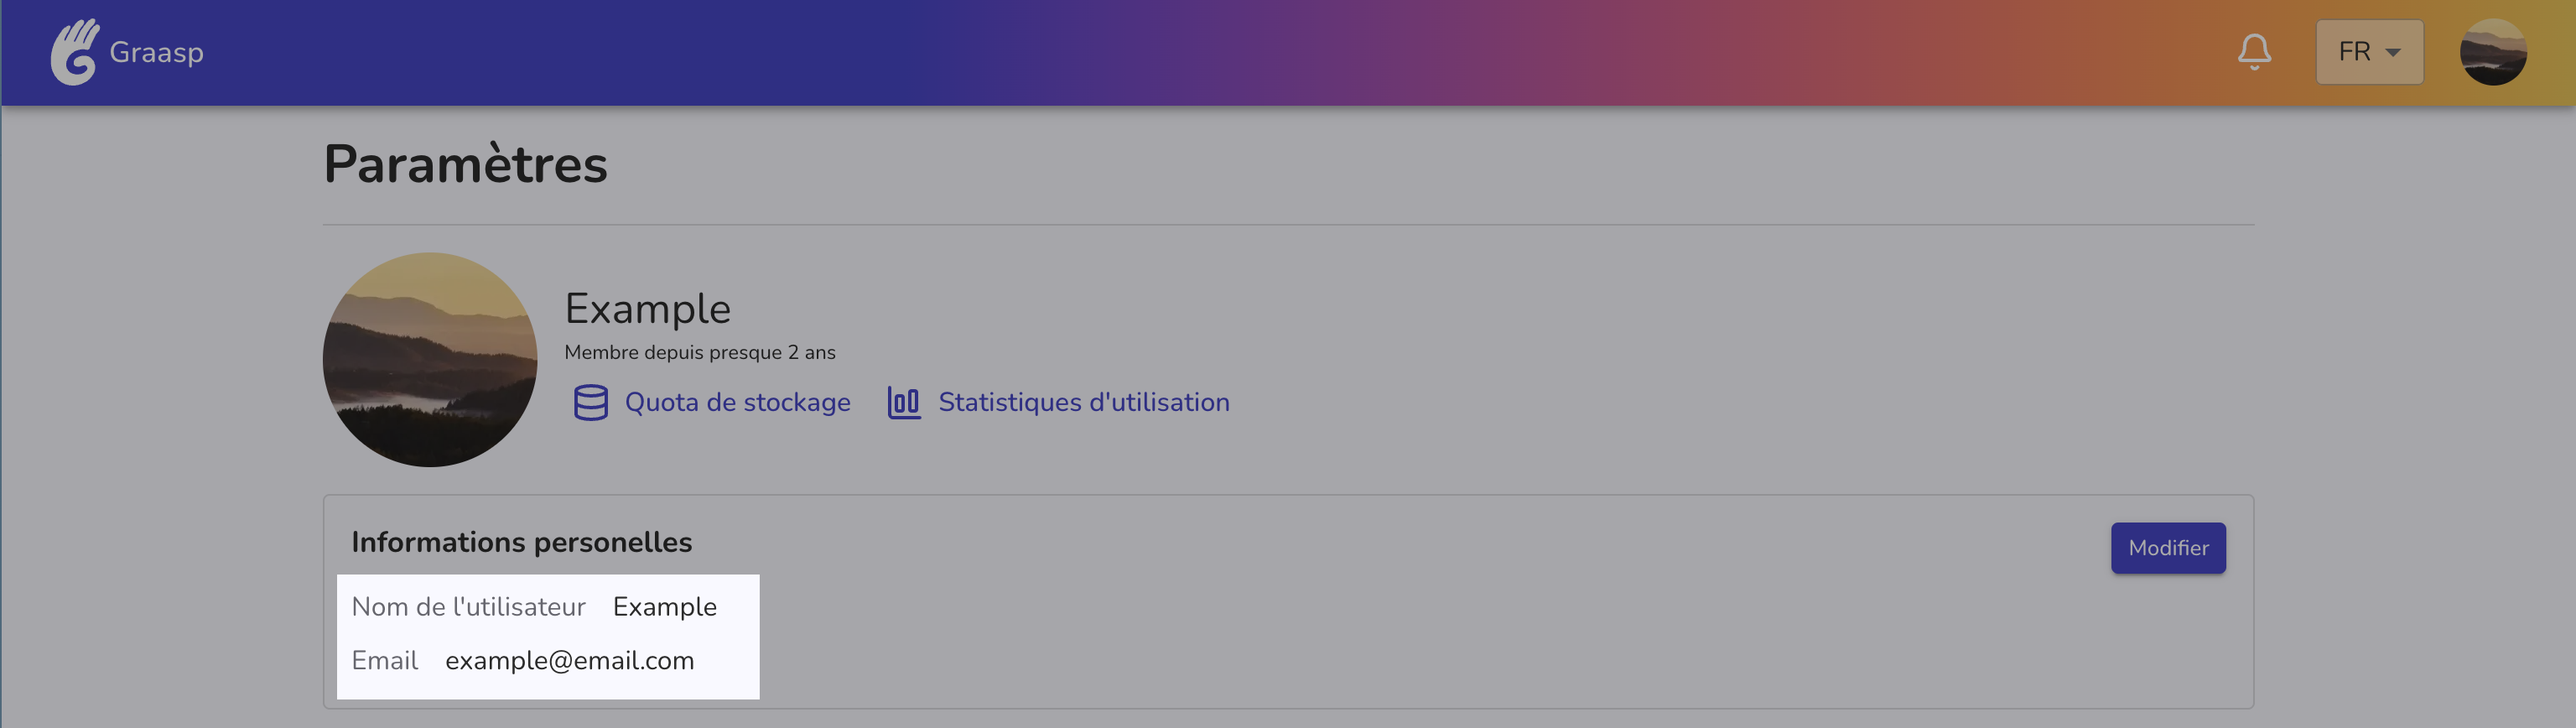 Graasp
FR
Paramètres
Example
Membre depuis presque 2 ans
Quota de stockage Statistiques d'utilisation
Informations personelles
Modifier
Nom de l'utilisateur Example
Email example@email.com